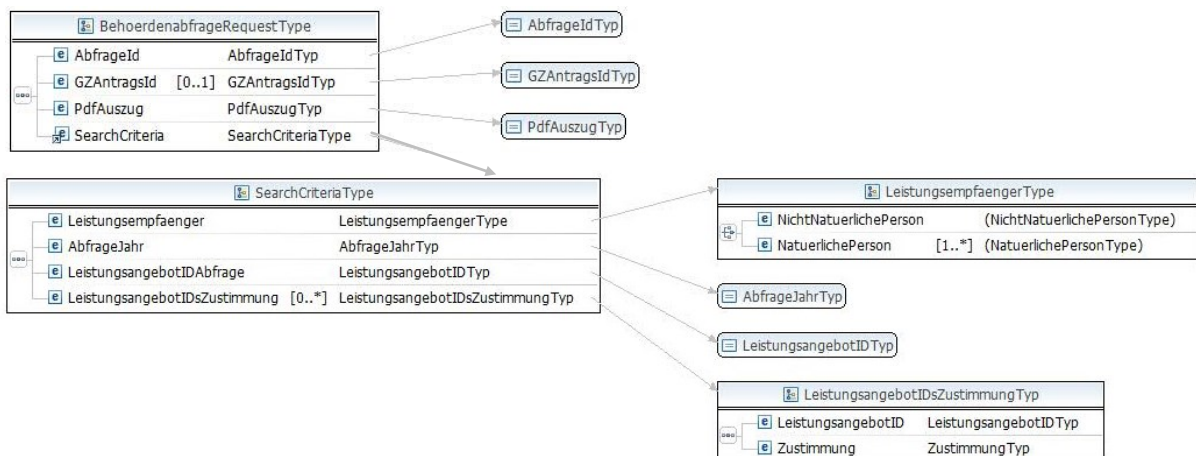 BehoerdenabfrageRequestType
AbfrageId AbfrageIdTyp
GZAntragsId [0..1] GZAntragsIdTyp
PdfAuszug PdfAuszugTyp
SearchCriteria SearchCriteriaType
AbfrageIdTyp
GZAntragsIdTyp
PdfAuszugTyp
SearchCriteriaType
Leistungsempfaenger LeistungsempfaengerType
AbfrageJahr AbfrageJahrTyp
LeistungsangebotIDAbfrage LeistungsangebotIDTyp
LeistungsangebotIDsZustimmung [0..*] LeistungsangebotIDsZustimmungTyp
LeistungsempfaengerType
NichtNatuerlichePerson (NichtNatuerlichePersonType)
NatuerlichePerson [1..*] (NatuerlichePersonType)
AbfrageJahrTyp
LeistungsangebotIDTyp
LeistungsangebotIDsZustimmungTyp
LeistungsangebotID LeistungsangebotIDTyp
Zustimmung ZustimmungTyp